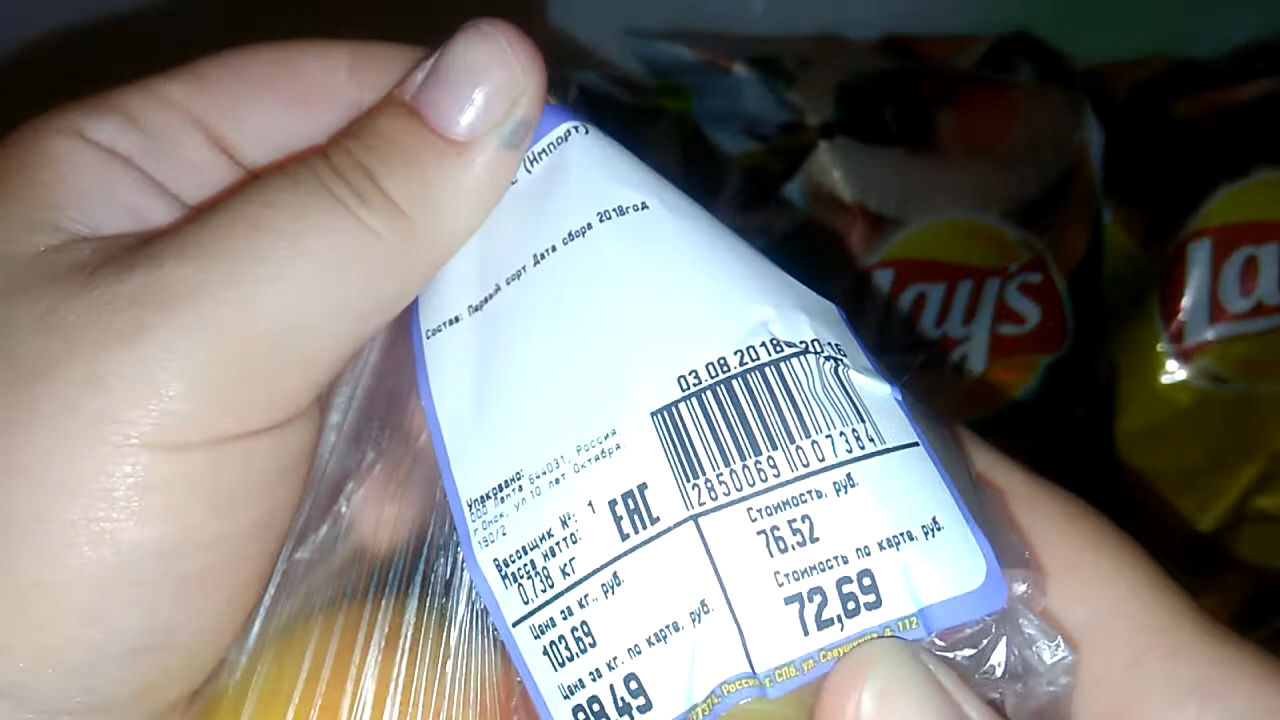 (Импорт)
Состав: Первый сорт Дата сбора 2018год
03.08.2018 20:16
2850069 007384
Упаковано:
ООО Лента 644031, Россия
г.Омск, ул 10 лет Октября
190/2
Весовщик №: 1
Масса нетто:
0,738 кг
EAC
Цена за кг., руб.
103.69
Цена за кг. по карте, руб.
98.49
Стоимость, руб.
76.52
Стоимость по карте, руб.
72,69
Россия г. СПб, ул. Савушкина, д. 112
Lay's
La